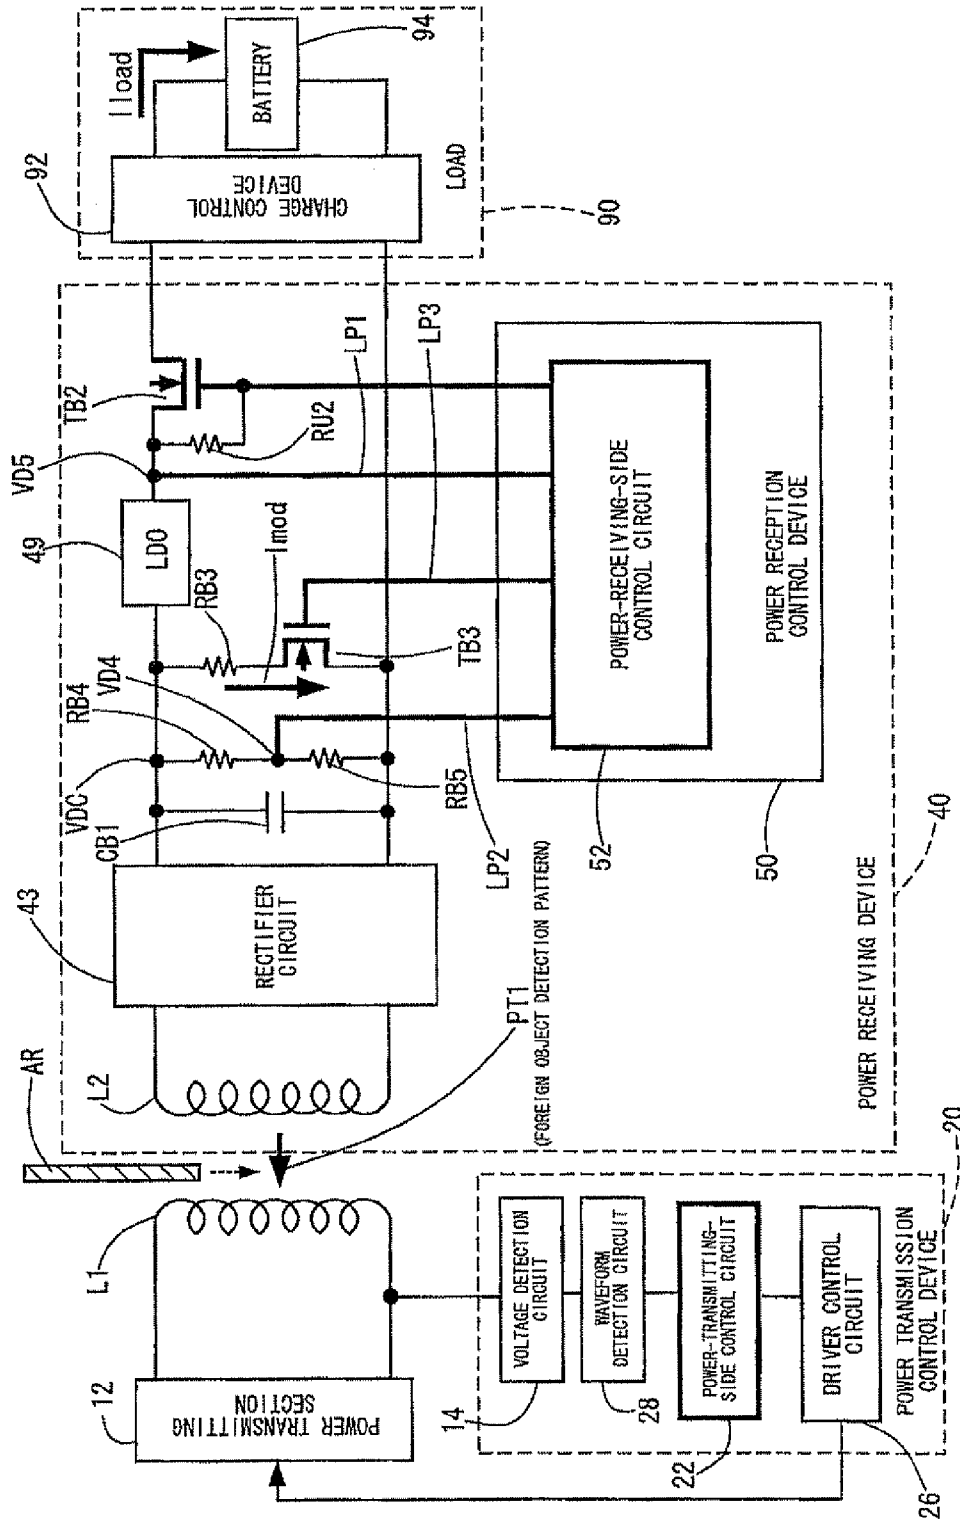 AR
L1
12
POWER TRANSMITTING
SECTION
L2
43
RECTIFIER
CIRCUIT
VDC
CB1
RB4
VD4
RB5
RB3
Imod
TB3
49
LDO
VD5
TB2
RU2
LP1
LP3
LP2
92
CHARGE CONTROL
DEVICE
Iload
BATTERY
94
LOAD
90
PT1
(FOREIGN OBJECT DETECTION PATTERN)
POWER-RECEIVING-SIDE
CONTROL CIRCUIT
52
POWER RECEPTION
CONTROL DEVICE
50
POWER RECEIVING DEVICE
40
VOLTAGE DETECTION
CIRCUIT
14
WAVEFORM
DETECTION CIRCUIT
28
POWER-TRANSMITTING-
SIDE CONTROL CIRCUIT
22
DRIVER CONTROL
CIRCUIT
26
POWER TRANSMISSION
CONTROL DEVICE
20